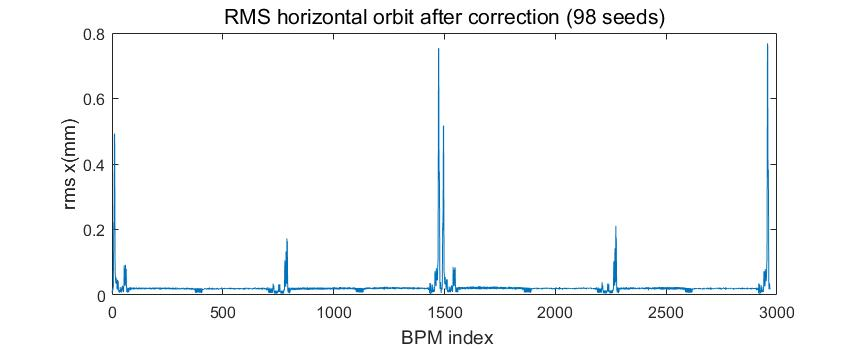 RMS horizontal orbit after correction (98 seeds)
0.8
0.6
0.4
0.2
0
rms x(mm)
0 500 1000 1500 2000 2500 3000
BPM index